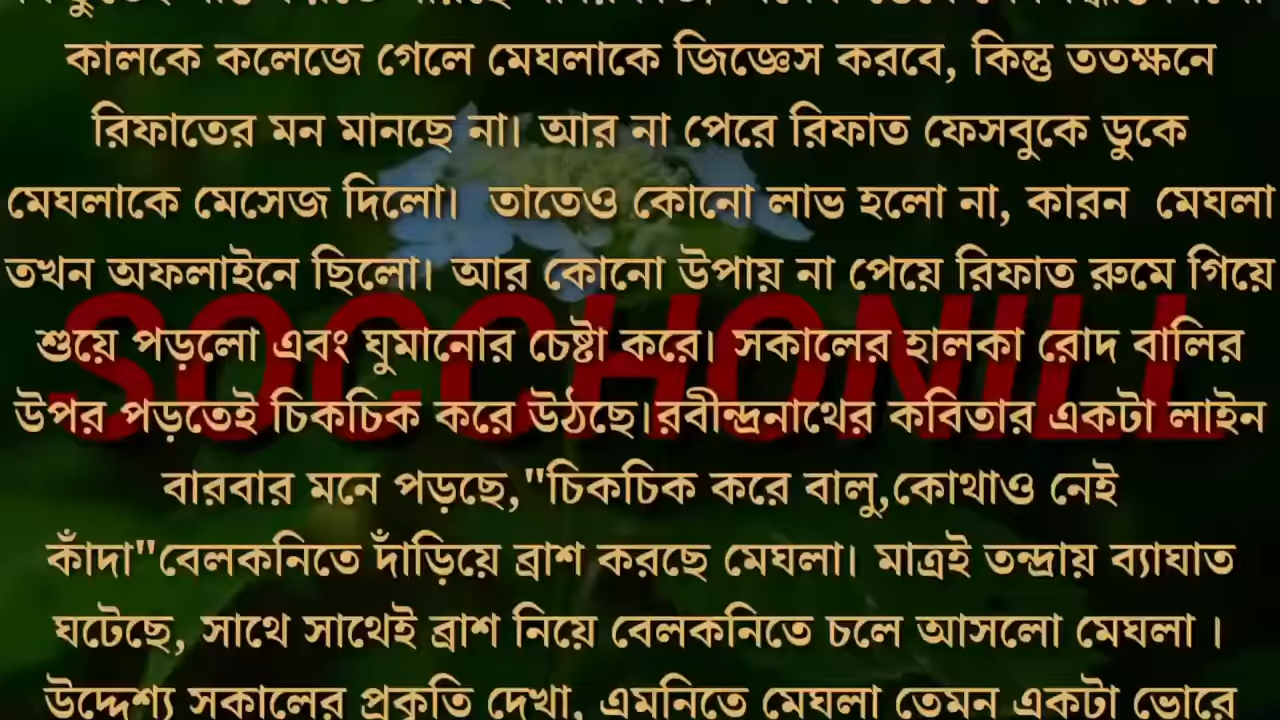 কালকে কলেজে গেলে মেঘলাকে জিজ্ঞেস করবে, কিন্তু ততক্ষনে
রিফাতের মন মানছে না। আর না পেরে রিফাত ফেসবুকে ডুকে
মেঘলাকে মেসেজ দিলো। তাতেও কোনো লাভ হলো না, কারন মেঘলা
তখন অফলাইনে ছিলো। আর কোনো উপায় না পেয়ে রিফাত রুমে গিয়ে
শুয়ে পড়লো এবং ঘুমানোর চেষ্টা করে। সকালের হালকা রোদ বালির
SOCCHONILL
উপর পড়তেই চিকচিক করে উঠছে।রবীন্দ্রনাথের কবিতার একটা লাইন
বারবার মনে পড়ছে,"চিকচিক করে বালু,কোথাও নেই
কাঁদা"বেলকনিতে দাঁড়িয়ে ব্রাশ করছে মেঘলা। মাত্রই তন্দ্রায় ব্যাঘাত
ঘটেছে, সাথে সাথেই ব্রাশ নিয়ে বেলকনিতে চলে আসলো মেঘলা ।
উদ্দেশ্য সকালের প্রকৃতি দেখা, এমনিতে মেঘলা তেমন একটা ভোরে